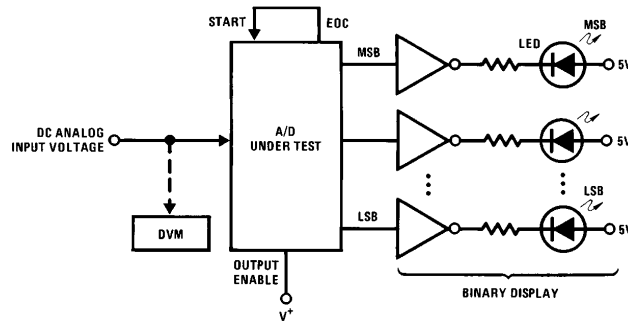 START
EOC
MSB
LED
MSB
5V
A/D
UNDER TEST
DC ANALOG
INPUT VOLTAGE
5V
LSB
LSB
DVM
5V
OUTPUT
ENABLE
BINARY DISPLAY
V+